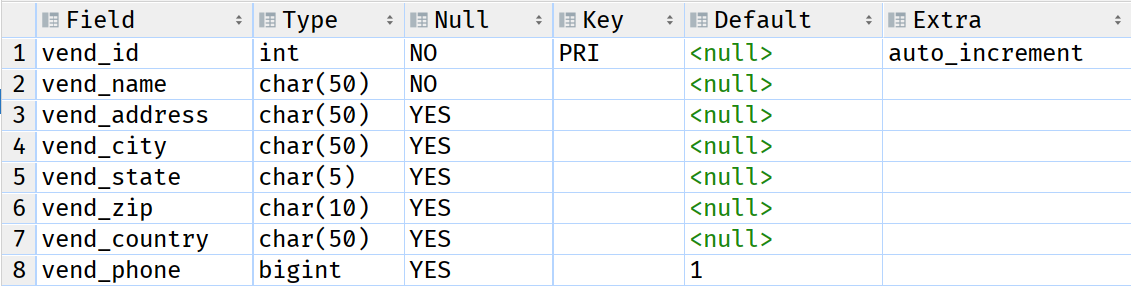 Field Type Null Key Default Extra
1 vend_id int NO PRI <null> auto_increment
2 vend_name char(50) NO <null>
3 vend_address char(50) YES <null>
4 vend_city char(50) YES <null>
5 vend_state char(5) YES <null>
6 vend_zip char(10) YES <null>
7 vend_country char(50) YES <null>
8 vend_phone bigint YES 1